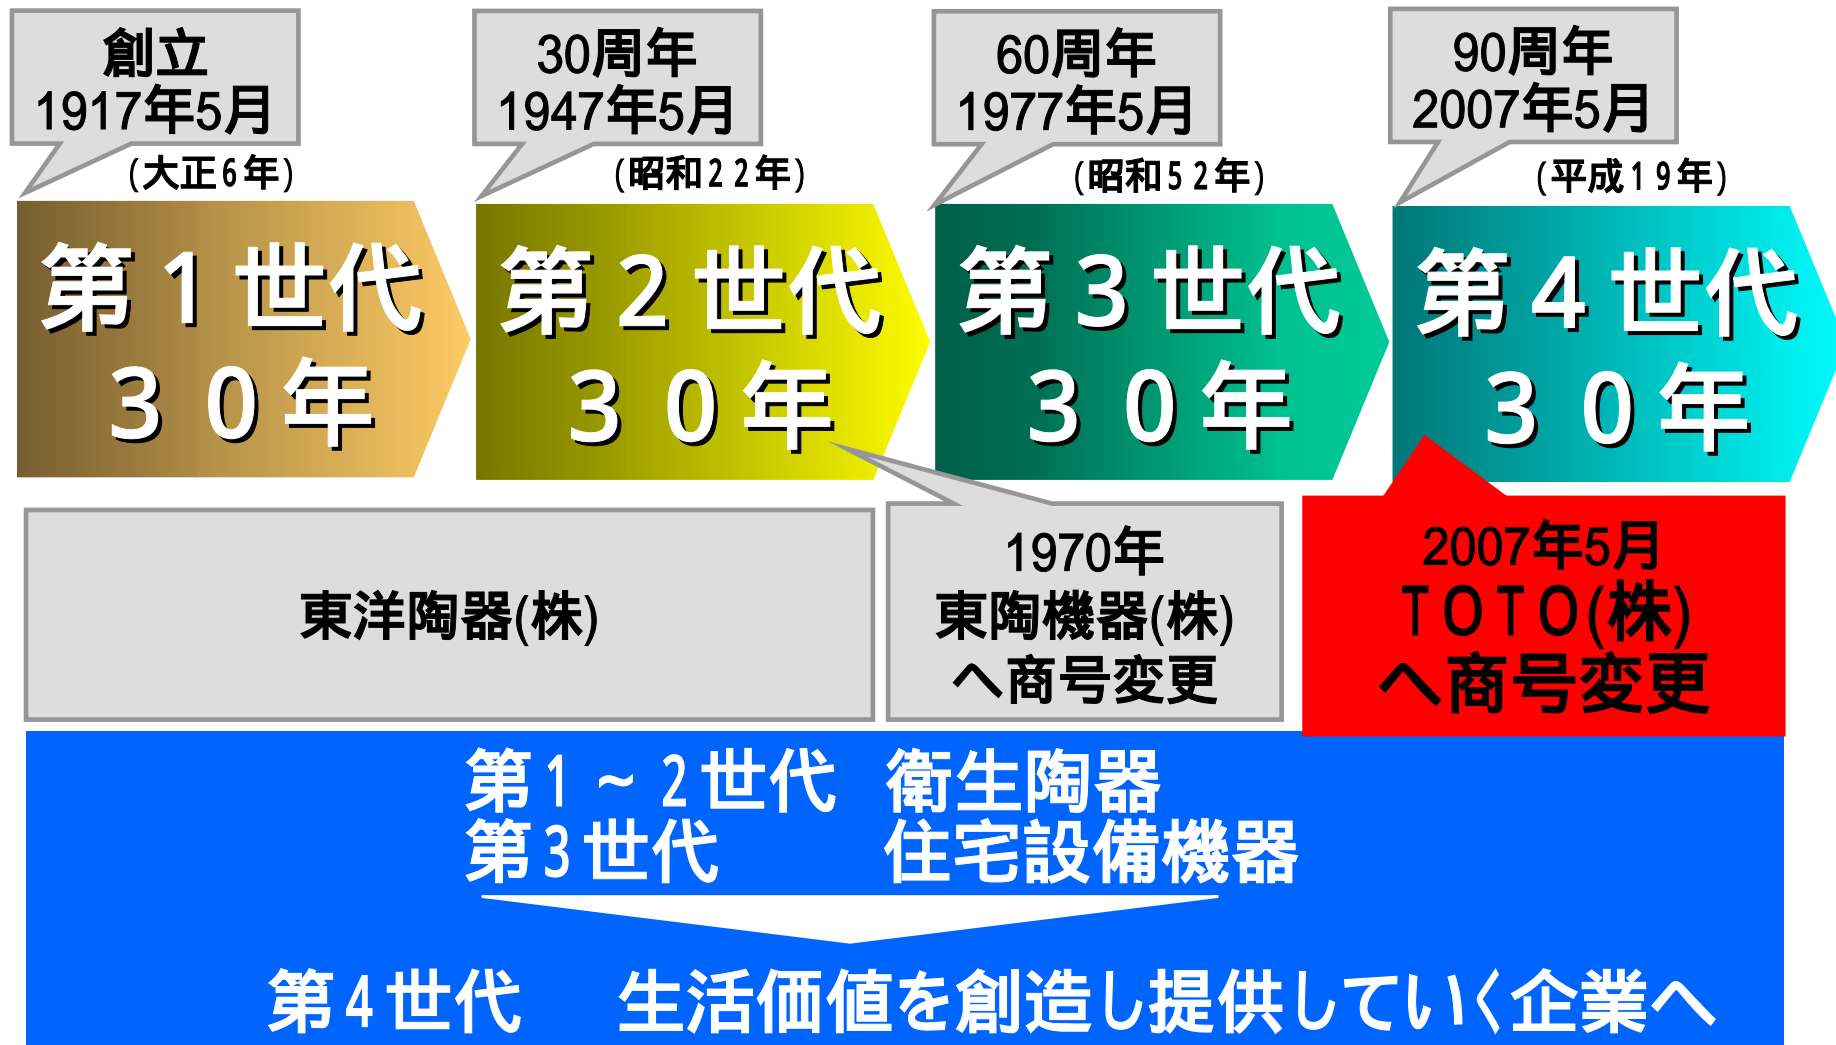 創立
1917年5月
(大正6年)
30周年
1947年5月
(昭和22年)
60周年
1977年5月
(昭和52年)
90周年
2007年5月
(平成19年)
第1世代
30年
第2世代
30年
第3世代
30年
第4世代
30年
東洋陶器(株)
1970年
東陶機器(株)
へ商号変更
2007年5月
TOTO(株)
へ商号変更
第1~2世代 衛生陶器
第3世代 住宅設備機器
第4世代 生活価値を創造し提供していく企業へ